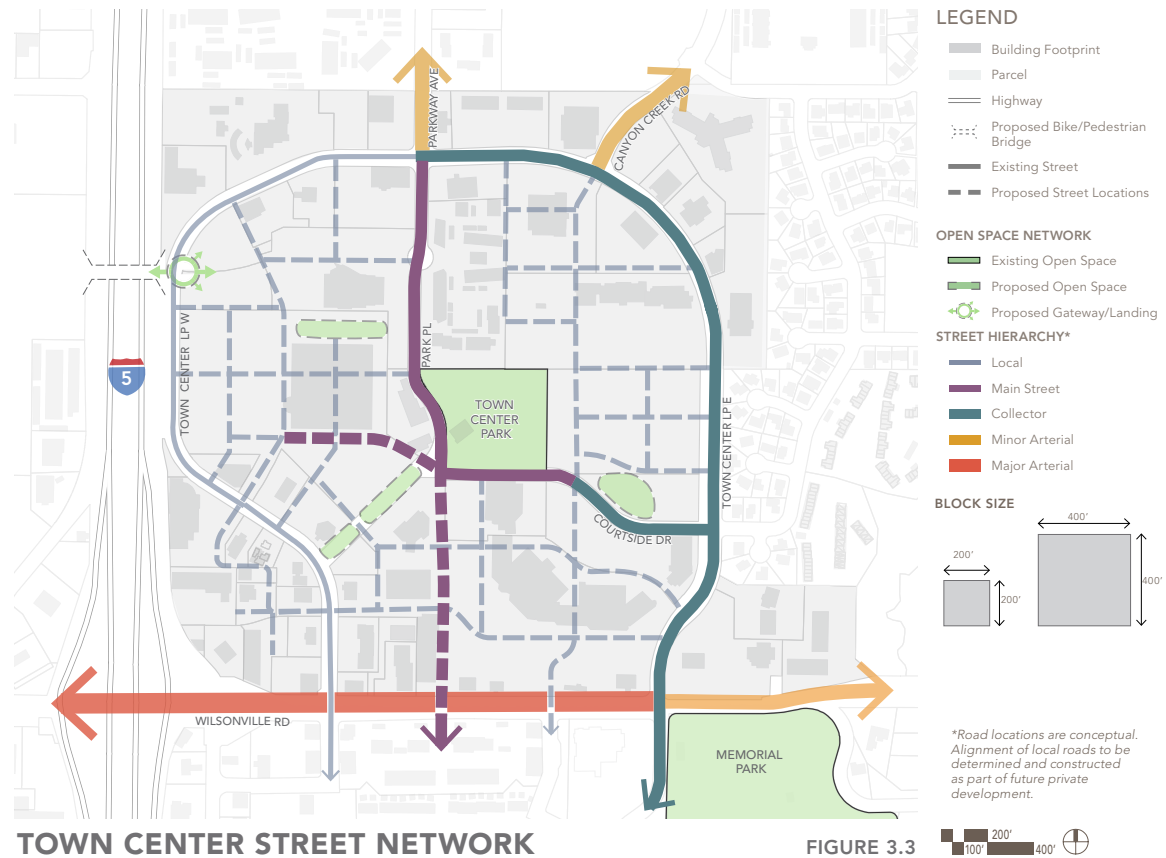 PARKWAY AVE
CANYON CREEK RD
TOWN CENTER LP W
PARK PL
5
TOWN
CENTER
PARK
TOWN CENTER LP E
COURTSIDE DR
WILSONVILLE RD
MEMORIAL
PARK
TOWN CENTER STREET NETWORK
FIGURE 3.3
LEGEND
Building Footprint
Parcel
Highway
Proposed Bike/Pedestrian
Bridge
Existing Street
Proposed Street Locations
OPEN SPACE NETWORK
Existing Open Space
Proposed Open Space
Proposed Gateway/Landing
STREET HIERARCHY*
Local
Main Street
Collector
Minor Arterial
Major Arterial
BLOCK SIZE
400'
200'
200'
400'
*Road locations are conceptual.
Alignment of local roads to be
determined and constructed
as part of future private
development.
200'
100'
400'